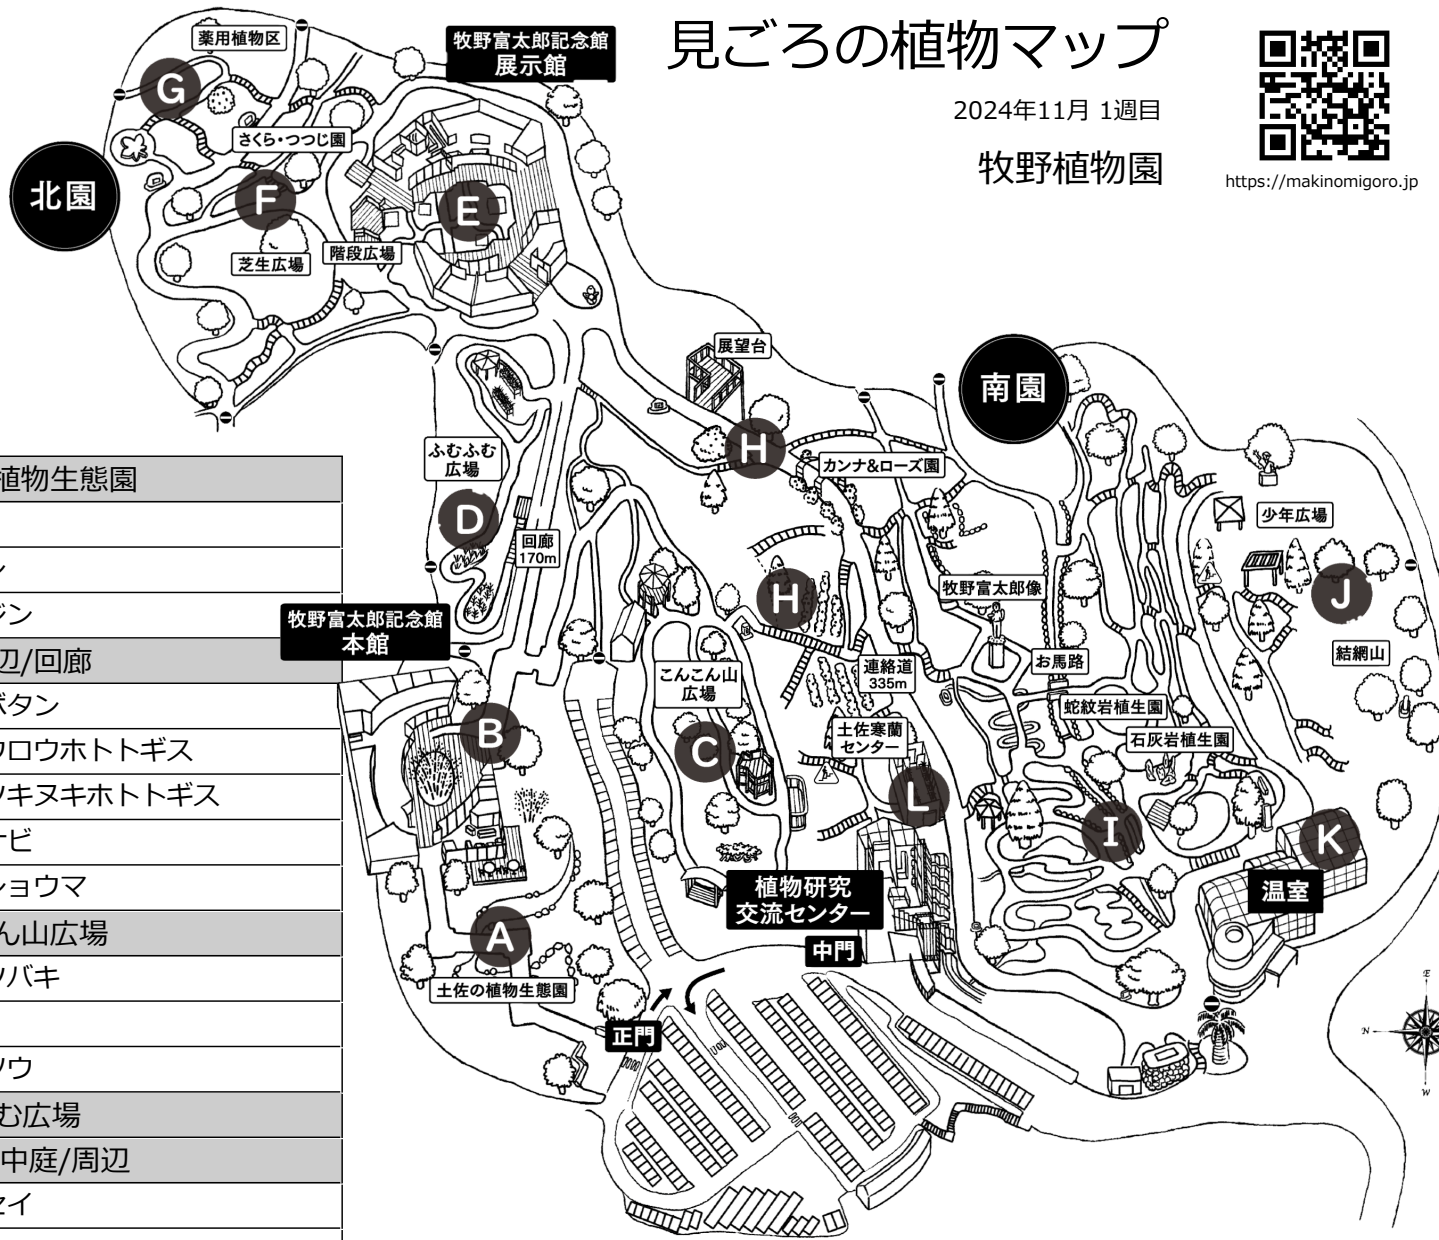 見ごろの植物マップ
2024年11月 1週目
牧野植物園
https://makinomigoro.jp
薬用植物区
牧野富太郎記念館
展示館
G
さくら・つつじ園
北園
F
E
芝生広場
階段広場
展望台
南園
ふむふむ
広場
H
カンナ&ローズ園
D
回廊
170m
少年広場
H
牧野富太郎像
J
牧野富太郎記念館
本館
こんこん山
広場
連絡道
335m
お馬路
結網山
蛇紋岩植生園
B
C
土佐寒蘭
センター
石灰岩植生園
L
I
K
植物研究
交流センター
温室
A
中門
土佐の植物生態園
正門
E
N
W
植物生態園
ン
ジン
辺/回廊
ボタン
ウロウホトトギス
ツキヌキホトトギス
ナビ
ショウマ
ん山広場
ツバキ
ソウ
む広場
中庭/周辺
セイ